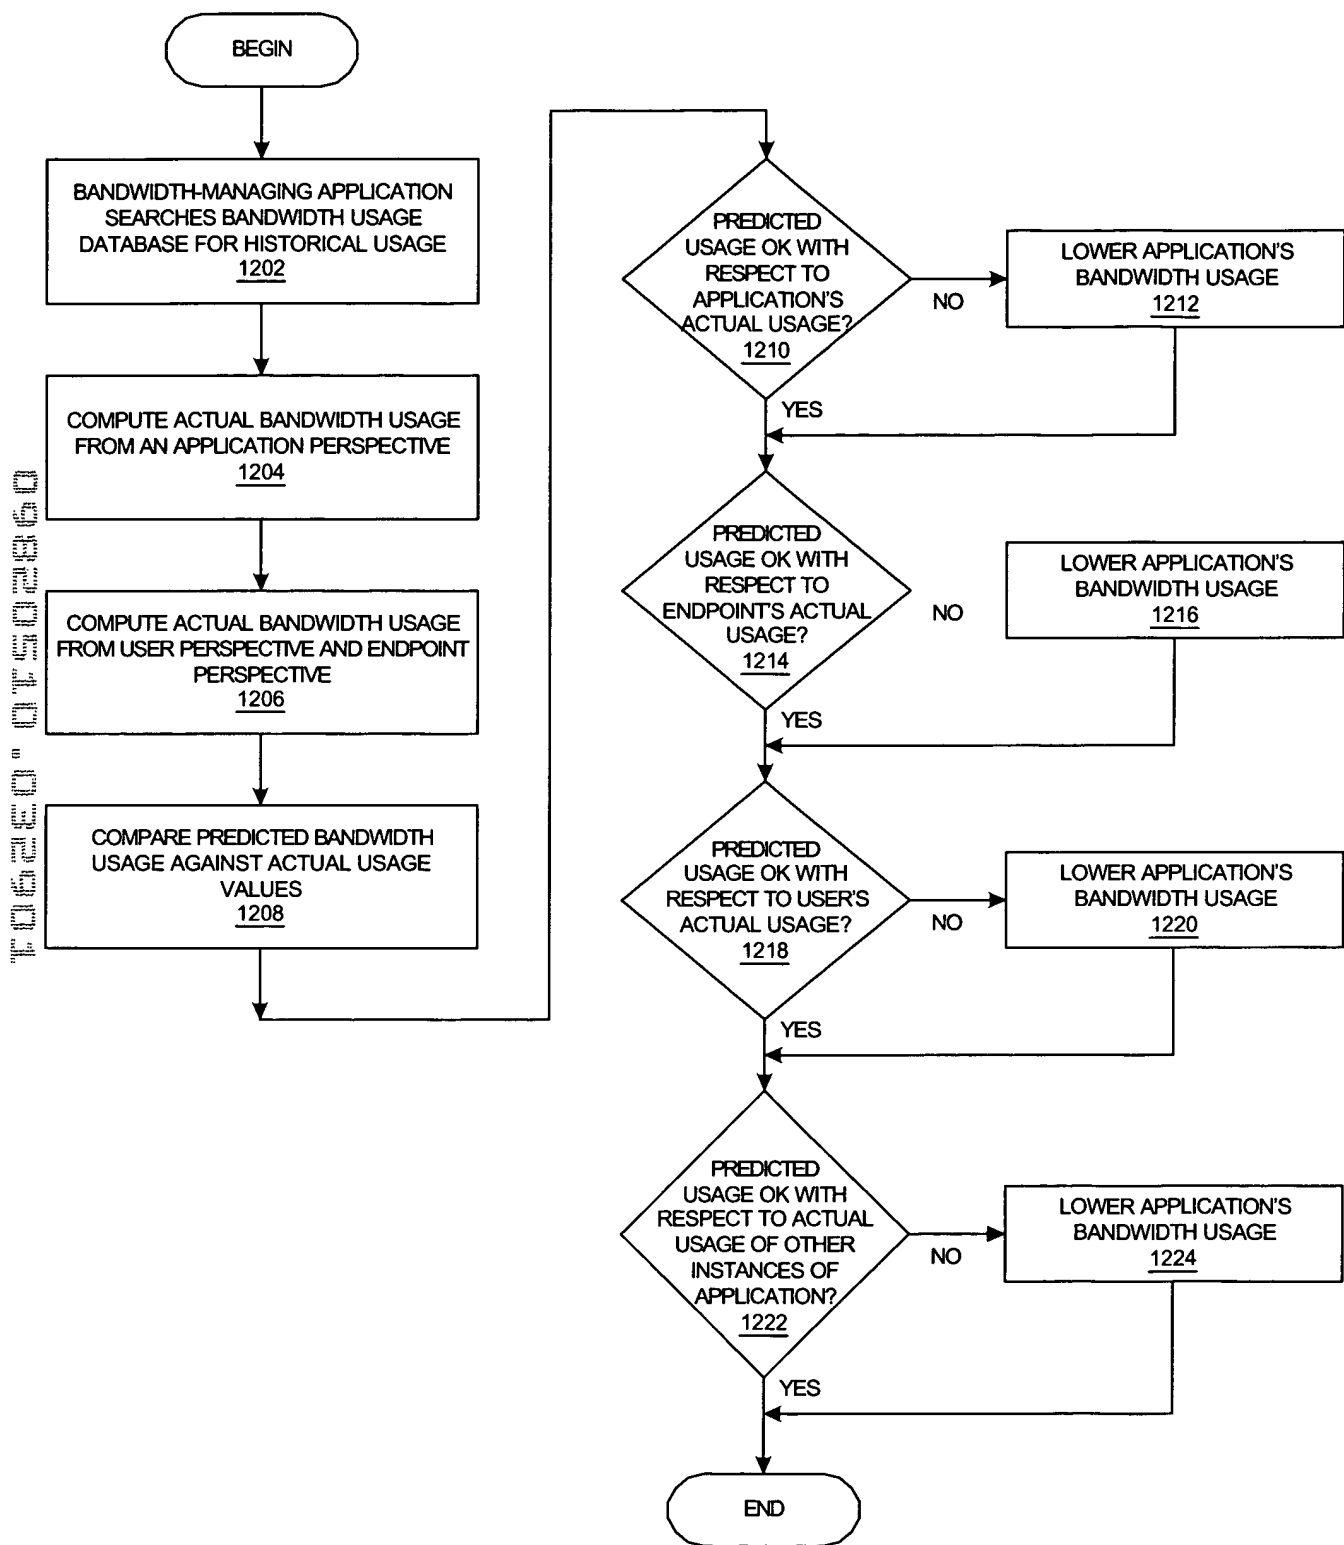 BEGIN
BANDWIDTH-MANAGING APPLICATION
SEARCHES BANDWIDTH USAGE
DATABASE FOR HISTORICAL USAGE
1202
COMPUTE ACTUAL BANDWIDTH USAGE
FROM AN APPLICATION PERSPECTIVE
1204
COMPUTE ACTUAL BANDWIDTH USAGE
FROM USER PERSPECTIVE AND ENDPOINT
PERSPECTIVE
1206
COMPARE PREDICTED BANDWIDTH
USAGE AGAINST ACTUAL USAGE
VALUES
1208
PREDICTED
USAGE OK WITH
RESPECT TO
APPLICATION'S
ACTUAL USAGE?
1210
NO
LOWER APPLICATION'S
BANDWIDTH USAGE
1212
YES
PREDICTED
USAGE OK WITH
RESPECT TO
ENDPOINT'S ACTUAL
USAGE?
1214
NO
LOWER APPLICATION'S
BANDWIDTH USAGE
1216
YES
PREDICTED
USAGE OK WITH
RESPECT TO USER'S
ACTUAL USAGE?
1218
NO
LOWER APPLICATION'S
BANDWIDTH USAGE
1220
YES
PREDICTED
USAGE OK WITH
RESPECT TO ACTUAL
USAGE OF OTHER
INSTANCES OF
APPLICATION?
1222
NO
LOWER APPLICATION'S
BANDWIDTH USAGE
1224
YES
END